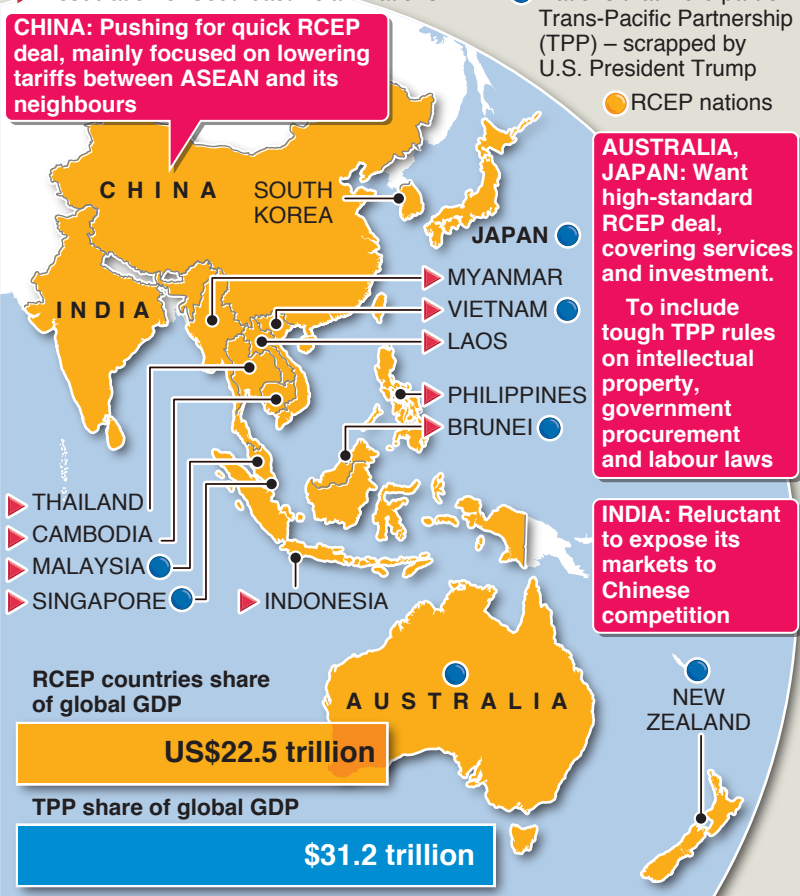 CHINA: Pushing for quick RCEP
deal, mainly focused on lowering
tariffs between ASEAN and its
neighbours
Trans-Pacific Partnership
(TPP) – scrapped by
U.S. President Trump
RCEP nations
AUSTRALIA,
JAPAN: Want
high-standard
RCEP deal,
covering services
and investment.
To include
tough TPP rules
on intellectual
property,
government
procurement
and labour laws
INDIA: Reluctant
to expose its
markets to
Chinese
competition
CHINA
SOUTH
KOREA
JAPAN
INDIA
MYANMAR
VIETNAM
LAOS
PHILIPPINES
BRUNEI
THAILAND
CAMBODIA
MALAYSIA
SINGAPORE
INDONESIA
AUSTRALIA
NEW
ZEALAND
RCEP countries share
of global GDP
US$22.5 trillion
TPP share of global GDP
$31.2 trillion